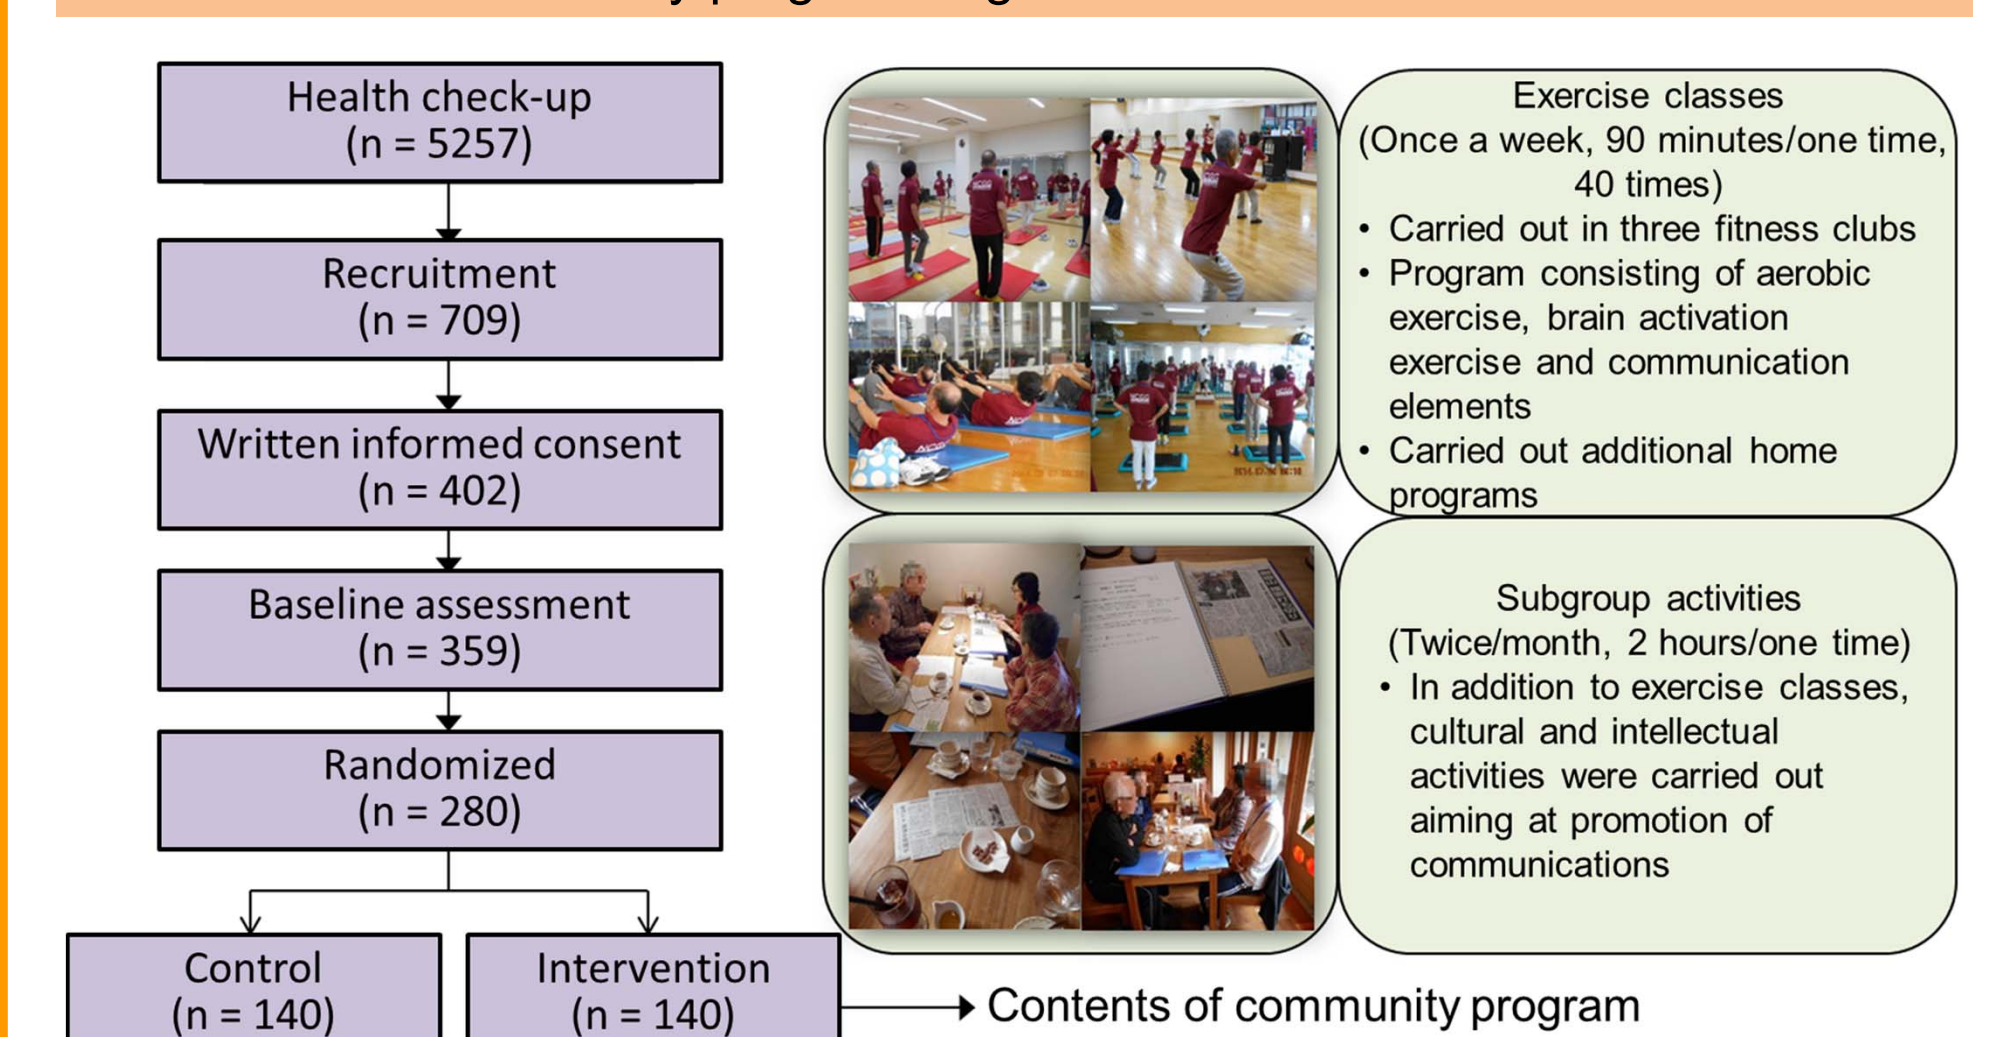 Health check-up
(n = 5257)
Recruitment
(n = 709)
Written informed consent
(n = 402)
Baseline assessment
(n = 359)
Randomized
(n = 280)
Control
(n = 140)
Intervention
(n = 140)
Exercise classes
(Once a week, 90 minutes/one time,
40 times)
• Carried out in three fitness clubs
• Program consisting of aerobic
exercise, brain activation
exercise and communication
elements
• Carried out additional home
programs
Subgroup activities
(Twice/month, 2 hours/one time)
• In addition to exercise classes,
cultural and intellectual
activities were carried out
aiming at promotion of
communications
Contents of community program